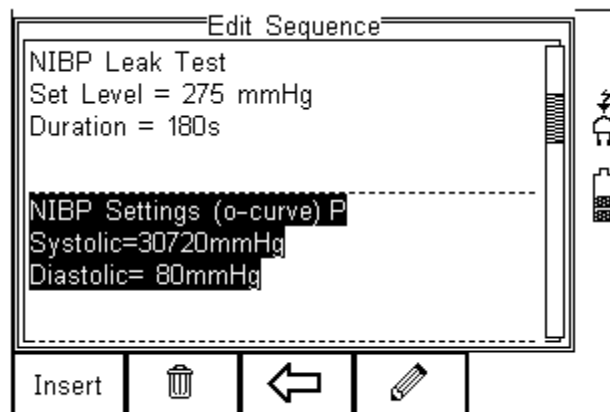 Edit Sequence
NIBP Leak Test
Set Level = 275 mmHg
Duration = 180s
NIBP Settings (o-curve) P
Systolic=30720mmHg
Diastolic= 80mmHg
Insert